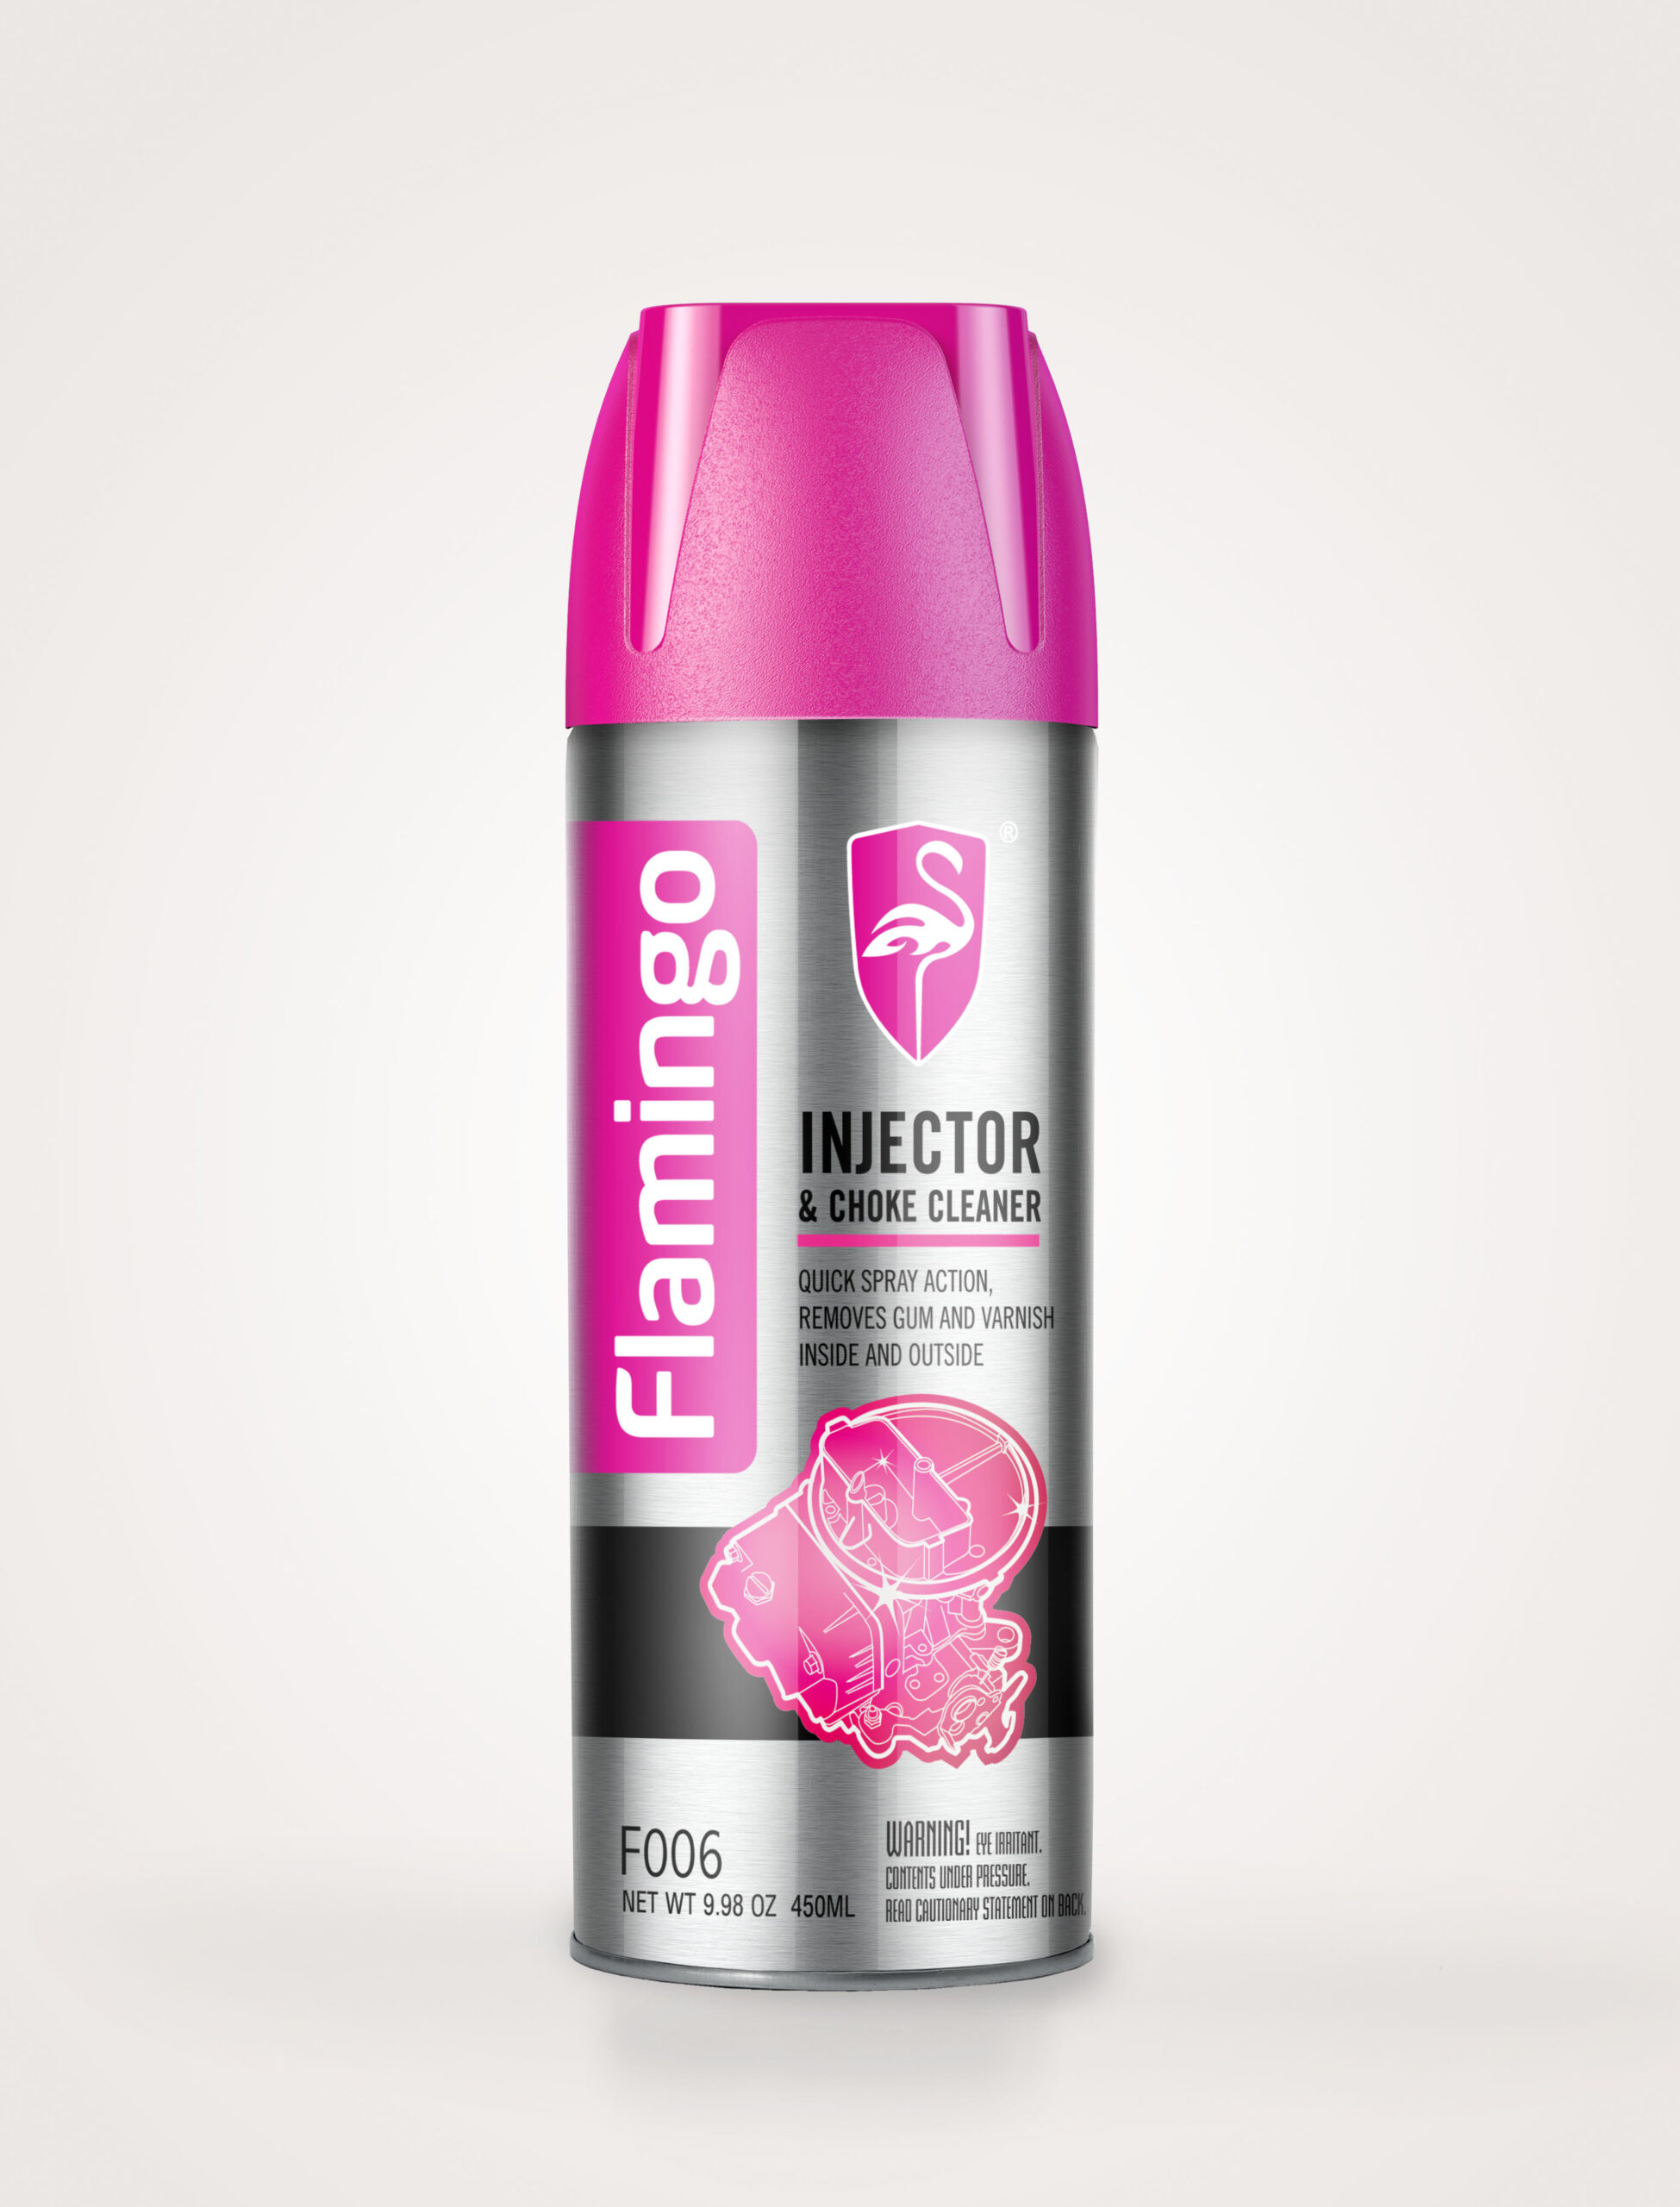 Flamingo
®
INJECTOR
& CHOKE CLEANER
QUICK SPRAY ACTION,
REMOVES GUM AND VARNISH
INSIDE AND OUTSIDE
F006
NET WT 9.98 OZ 450ML
WARNING! EYE IRRITANT.
CONTENTS UNDER PRESSURE.
READ CAUTIONARY STATEMENT ON BACK.